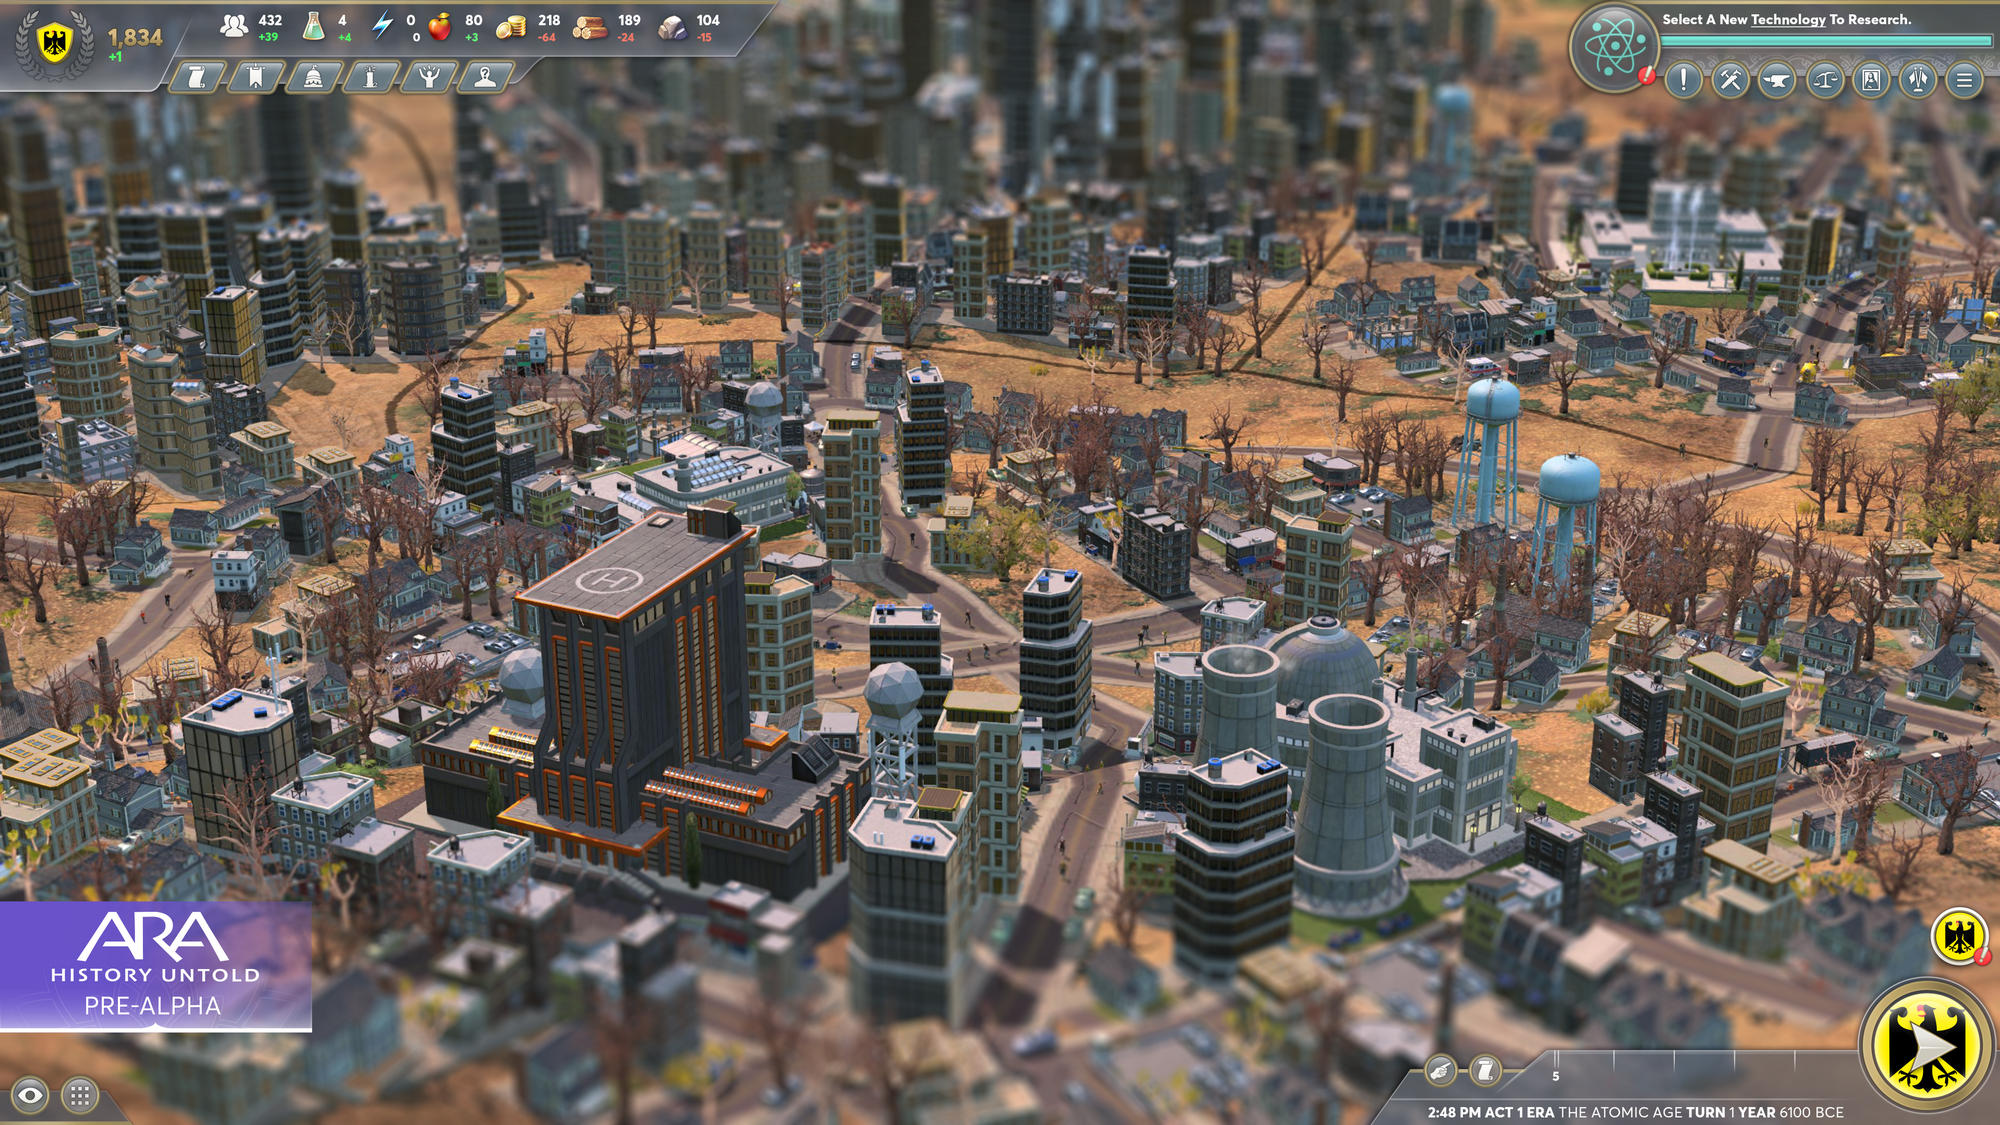 1,834
+1
432
+39
4
+4
0
0
80
+3
218
-64
189
-24
104
-15
Select A New Technology To Research.
H
ARA
HISTORY UNTOLD
PRE-ALPHA
5
2:48 PM ACT 1 ERA THE ATOMIC AGE TURN 1 YEAR 6100 BCE